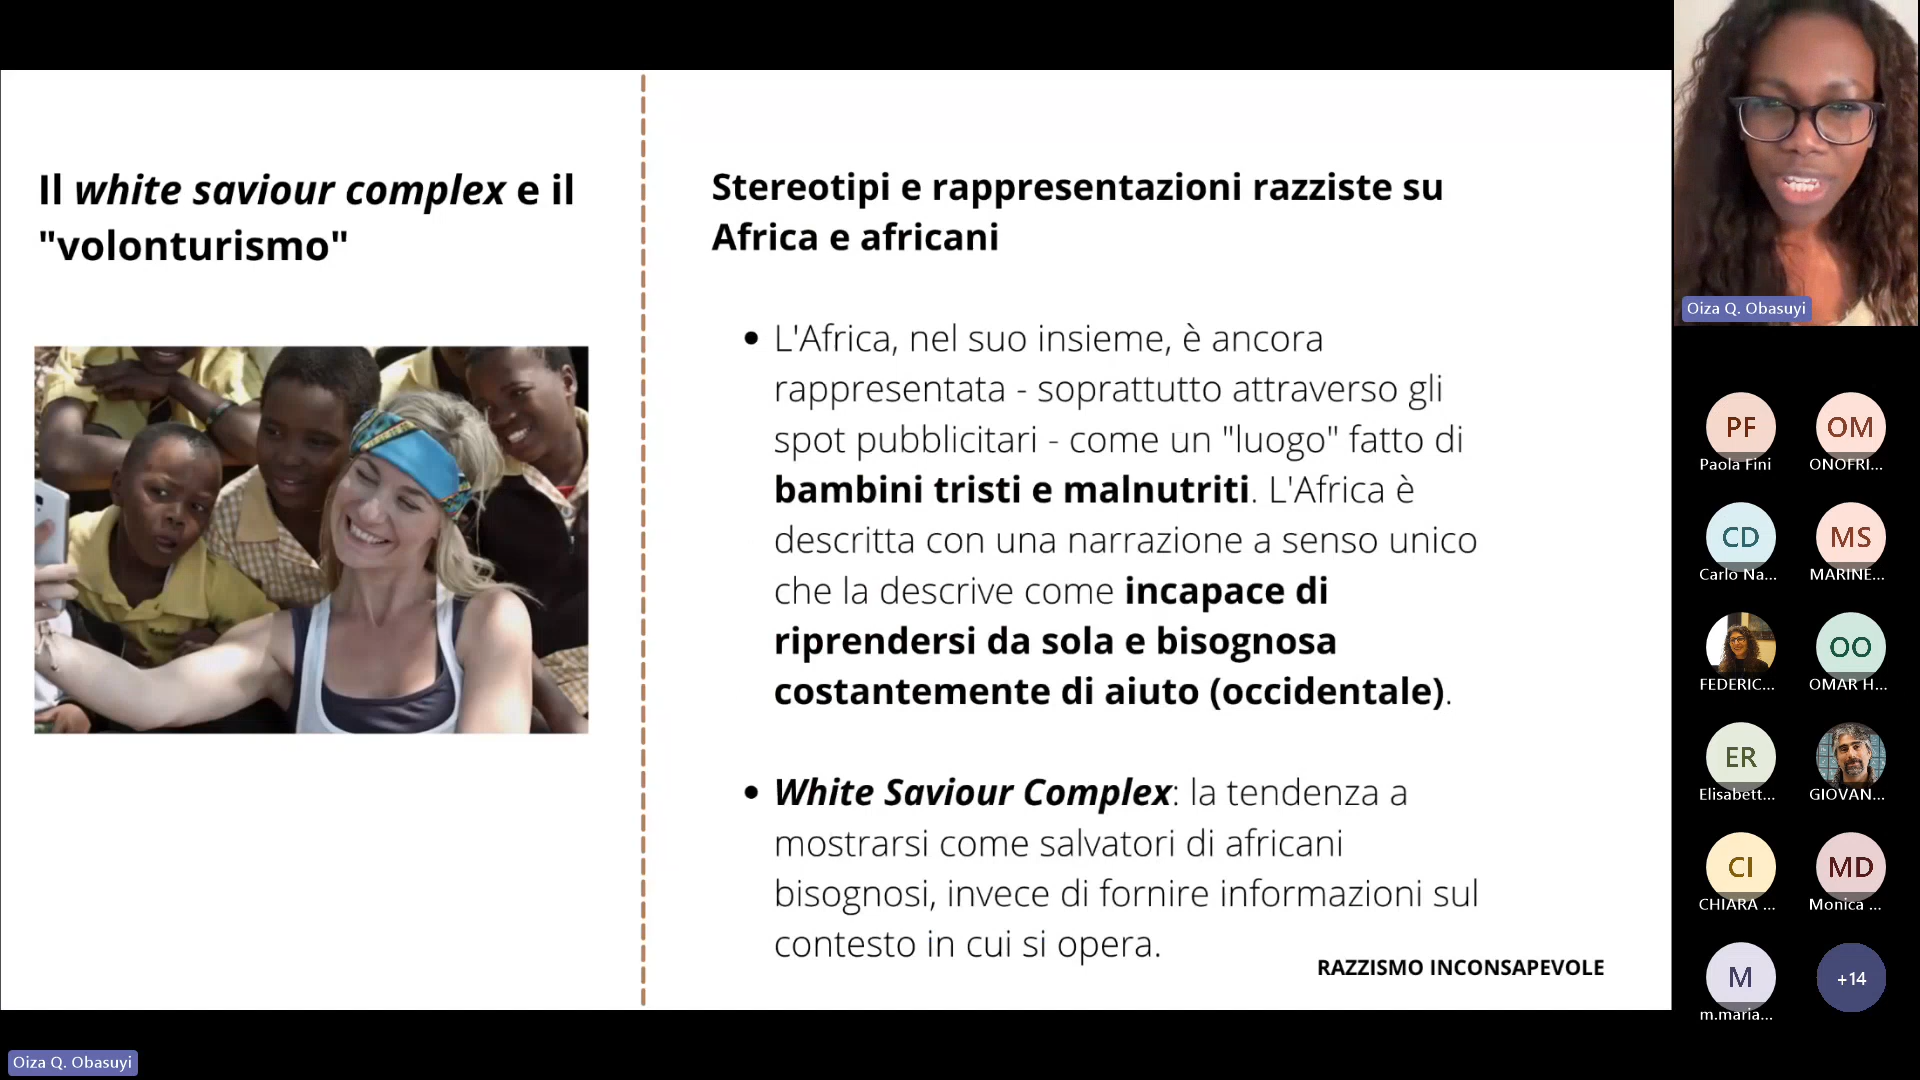 Il white saviour complex e il
"volonturismo"
Stereotipi e rappresentazioni razziste su
Africa e africani
• L'Africa, nel suo insieme, è ancora
rappresentata - soprattutto attraverso gli
spot pubblicitari - come un "luogo" fatto di
bambini tristi e malnutriti. L'Africa è
descritta con una narrazione a senso unico
che la descrive come incapace di
riprendersi da sola e bisognosa
costantemente di aiuto (occidentale).
• White Saviour Complex: la tendenza a
mostrarsi come salvatori di africani
bisognosi, invece di fornire informazioni sul
contesto in cui si opera.
RAZZISMO INCONSAPEVOLE
Oiza Q. Obasuyi
PF
Paola Fini
OM
ONOFRI...
CD
Carlo Na...
MS
MARINE...
FEDERIC...
OO
OMAR H...
ER
Elisabett...
GIOVAN...
CI
CHIARA ...
MD
Monica ...
M
m.maria...
+14
Oiza Q. Obasuyi